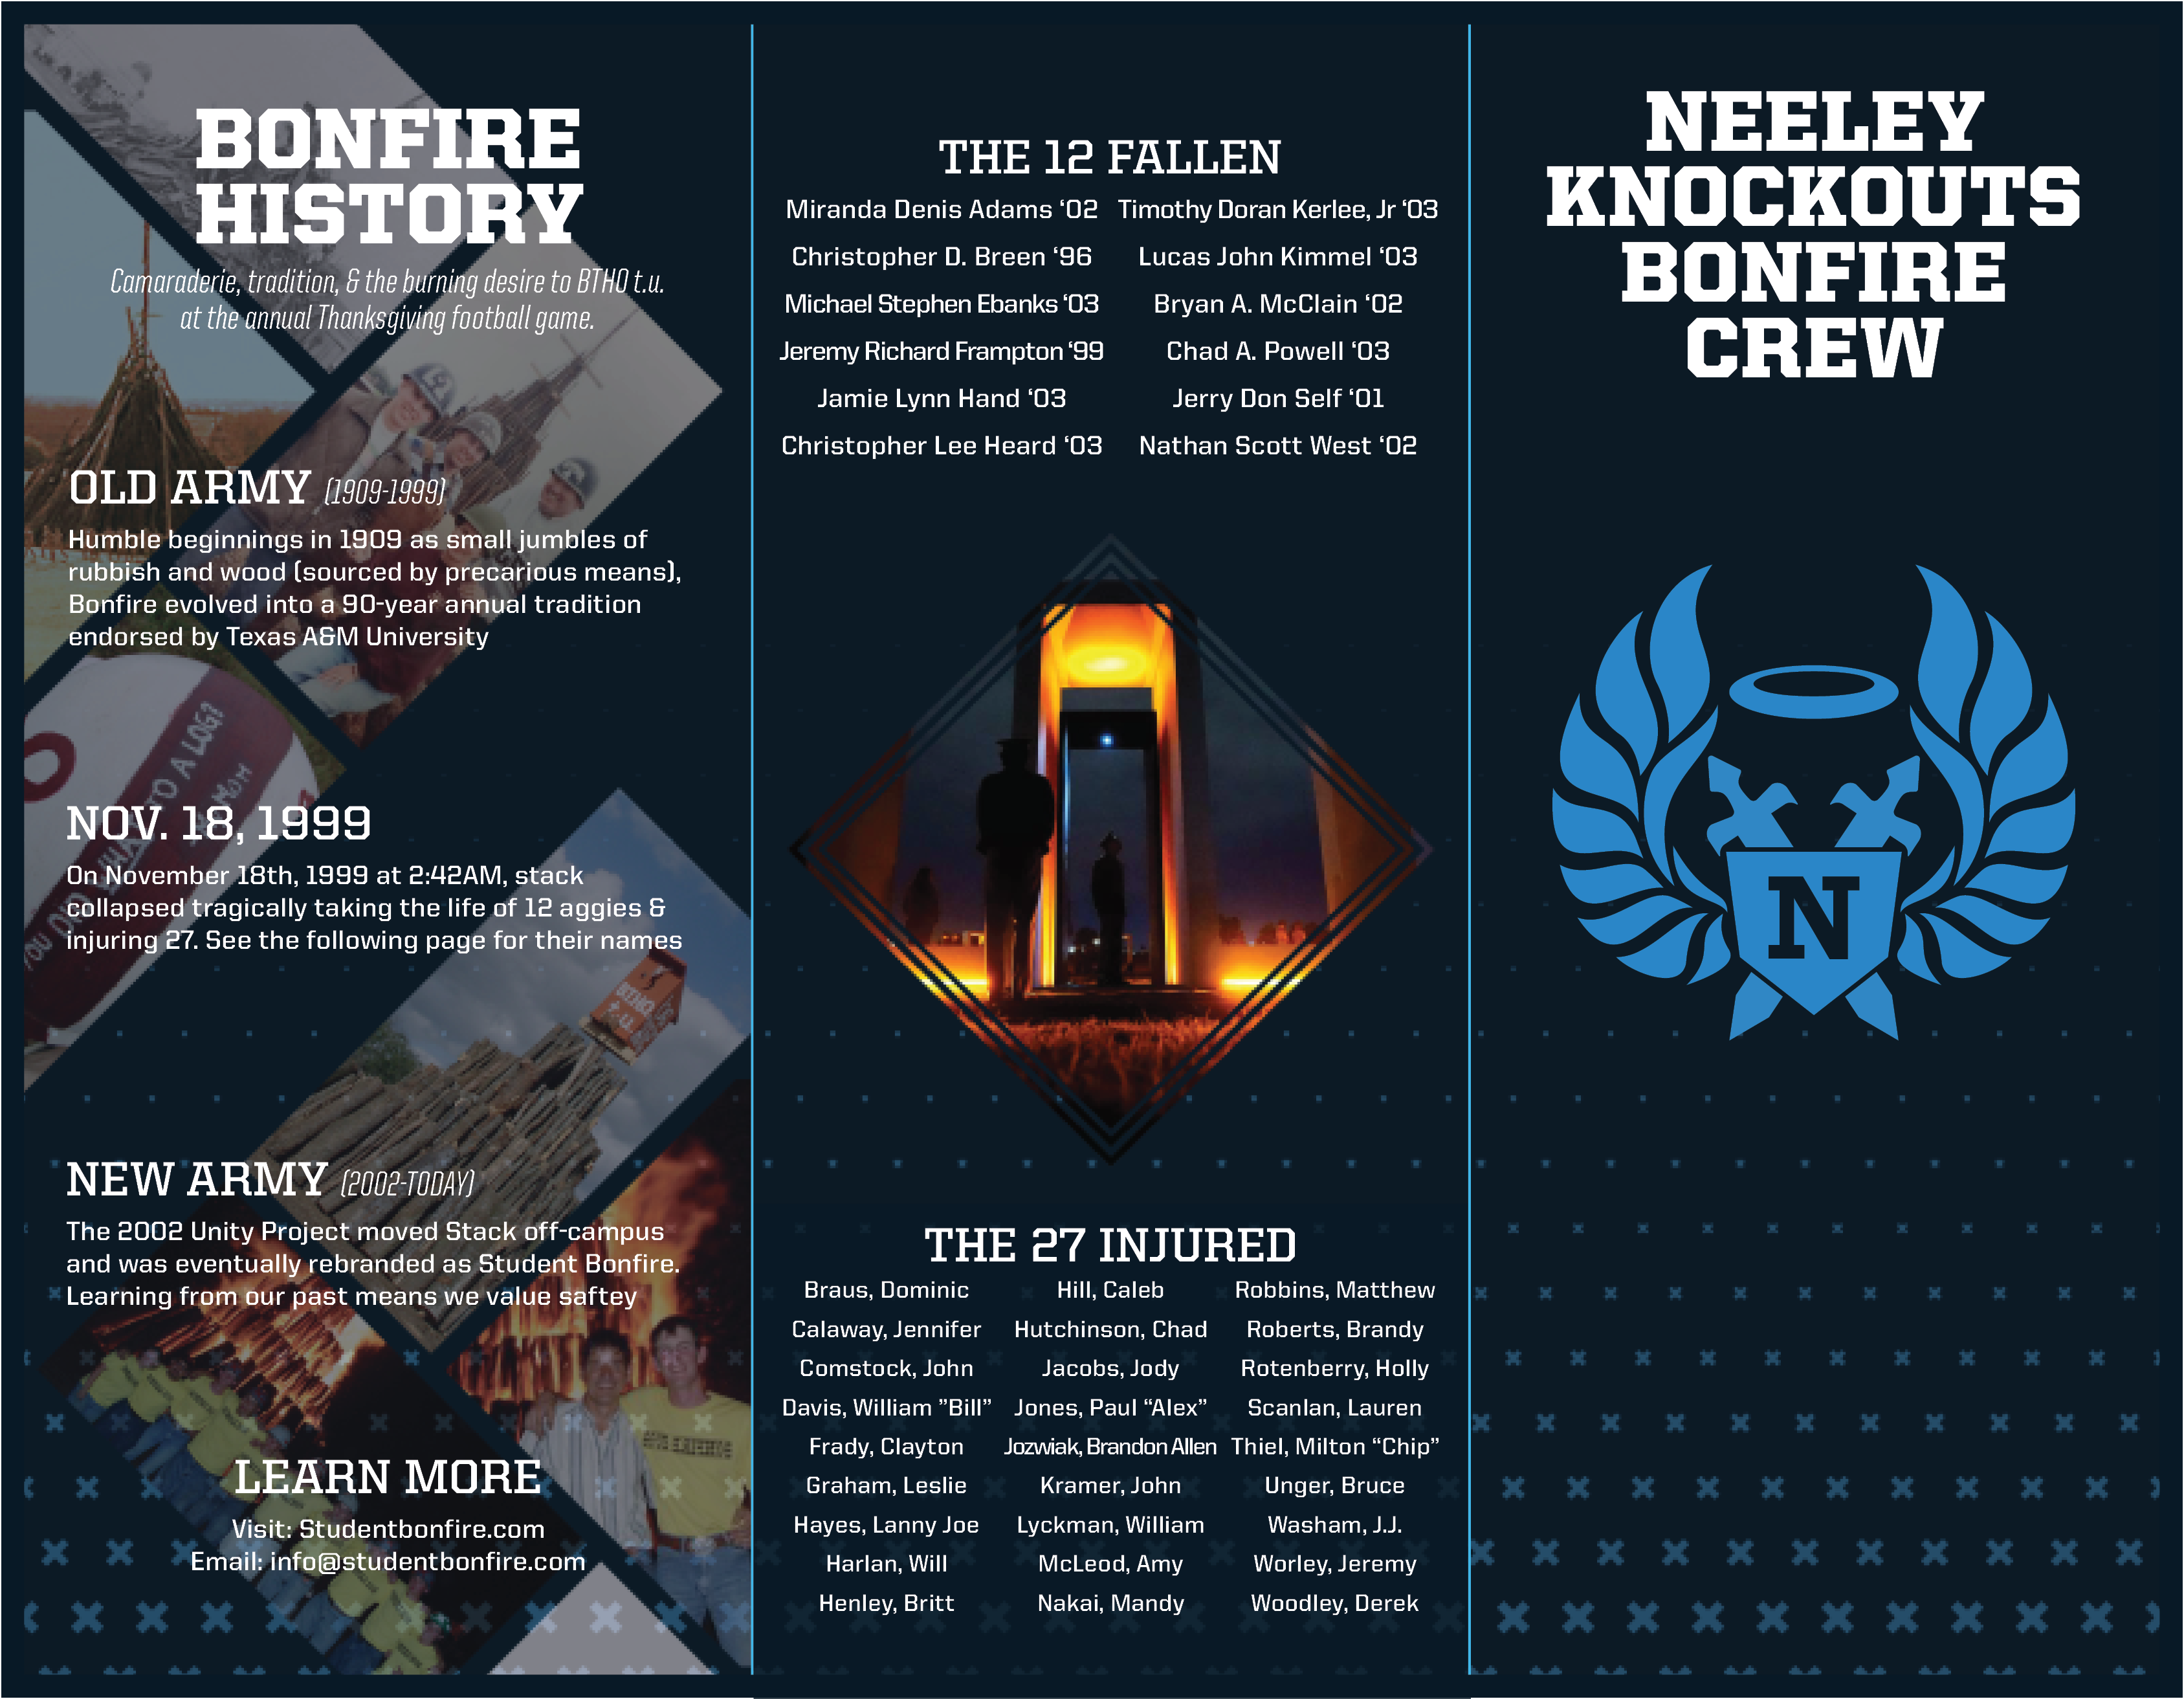 BONFIRE
HISTORY
Camaraderie, tradition, & the burning desire to BTHO t.u.
at the annual Thanksgiving football game.
OLD ARMY (1909-1999)
Humble beginnings in 1909 as small jumbles of
rubbish and wood (sourced by precarious means),
Bonfire evolved into a 90-year annual tradition
endorsed by Texas A&M University
TO A LOG?
MOM
YOU
NOV. 18, 1999
On November 18th, 1999 at 2:42AM, stack
collapsed tragically taking the life of 12 aggies &
injuring 27. See the following page for their names
BTHO
t.u.
NEW ARMY (2002-TODAY)
The 2002 Unity Project moved Stack off-campus
and was eventually rebranded as Student Bonfire.
Learning from our past means we value saftey
LEARN MORE
Visit: Studentbonfire.com
Email: info@studentbonfire.com
THE 12 FALLEN
Miranda Denis Adams ‘02 Timothy Doran Kerlee, Jr ‘03
Christopher D. Breen ‘96 Lucas John Kimmel ‘03
Michael Stephen Ebanks ‘03 Bryan A. McClain ‘02
Jeremy Richard Frampton ‘99 Chad A. Powell ‘03
Jamie Lynn Hand ‘03 Jerry Don Self ‘01
Christopher Lee Heard ‘03 Nathan Scott West ‘02
THE 27 INJURED
Braus, Dominic Hill, Caleb Robbins, Matthew
Calaway, Jennifer Hutchinson, Chad Roberts, Brandy
Comstock, John Jacobs, Jody Rotenberry, Holly
Davis, William ”Bill” Jones, Paul “Alex” Scanlan, Lauren
Frady, Clayton Jozwiak, Brandon Allen Thiel, Milton “Chip”
Graham, Leslie Kramer, John Unger, Bruce
Hayes, Lanny Joe Lyckman, William Washam, J.J.
Harlan, Will McLeod, Amy Worley, Jeremy
Henley, Britt Nakai, Mandy Woodley, Derek
NEELEY
KNOCKOUTS
BONFIRE
CREW
N